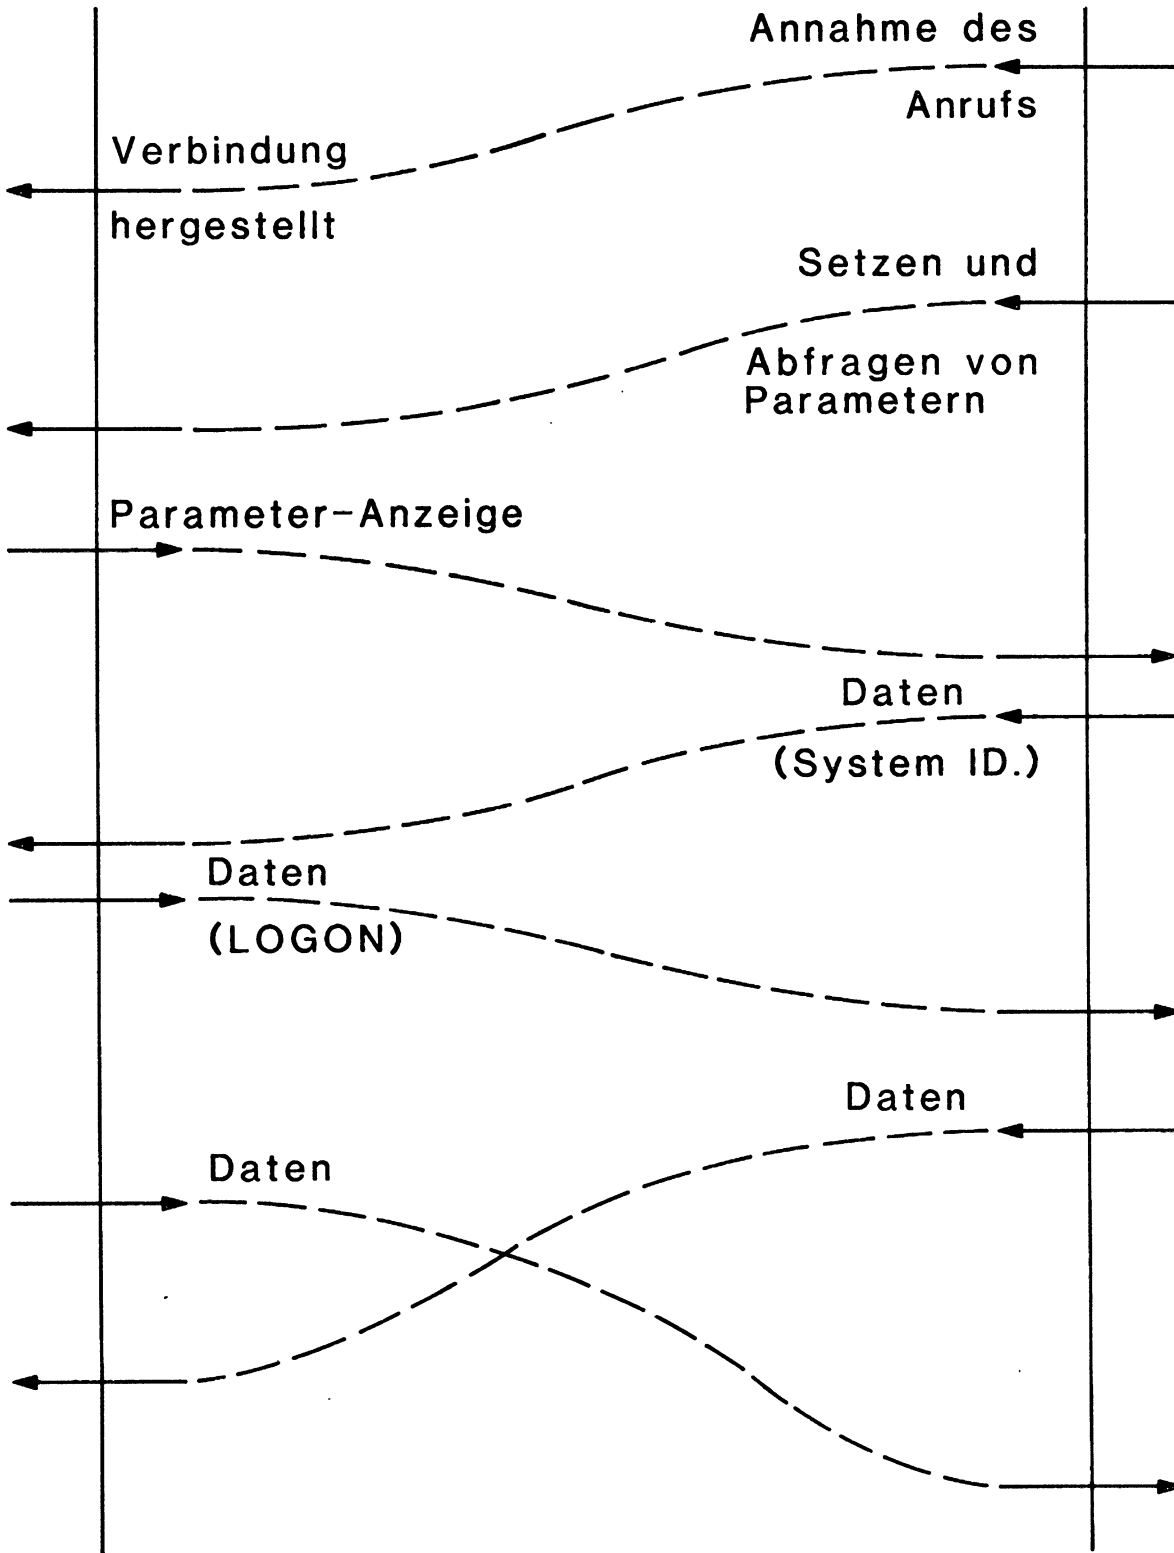 Annahme des
Anrufs
Verbindung
hergestellt
Setzen und
Abfragen von
Parametern
Parameter-Anzeige
Daten
(System ID.)
Daten
(LOGON)
Daten
Daten